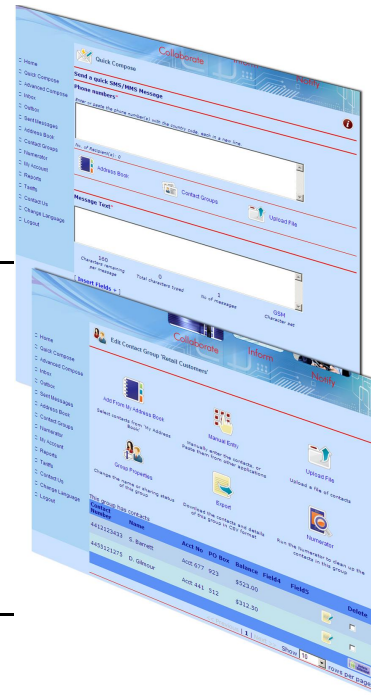 Collaborate
Inform
Notify
Quick Compose
Home
Quick Compose
Advanced Compose
Inbox
Outbox
Sent Messages
Address Book
Contact Groups
Numerator
My Account
Reports
Tariffs
Contact Us
Change Language
Logout
Send a quick SMS/MMS Message
Phone numbers*
Enter or paste the phone number(s) with the country code, each in a new line.
No. of Recipient(s): 0
Address Book
Contact Groups
Upload File
Message Text*
160
Characters remaining
per message
0
Total characters typed
1
No of messages
GSM
Character set
[ Insert Fields + ]
Collaborate
Inform
Notify
Edit Contact Group 'Retail Customers'
Home
Quick Compose
Advanced Compose
Inbox
Outbox
Sent Messages
Address Book
Contact Groups
Numerator
My Account
Reports
Tariffs
Contact Us
Change Language
Logout
Add From My Address Book
Select contacts from 'My Address
Book'
Manual Entry
Manually enter the contacts, or
Paste them from other applications
Upload File
Upload a file of contacts
Group Properties
Change the name or sharing status
of this group
Export
Download the contacts and details
of this group in CSV format
Numerator
Run the Numerator to clean up the
contacts in this group
This group has contacts
Contact Number Name Acct No PO Box Balance Field4 Field5 Delete
4412123433 S. Barnett Acct 677 923 $523.00
4455121275 D. Gilmour Acct 441 512 $312.50
1
Show 10 rows per page